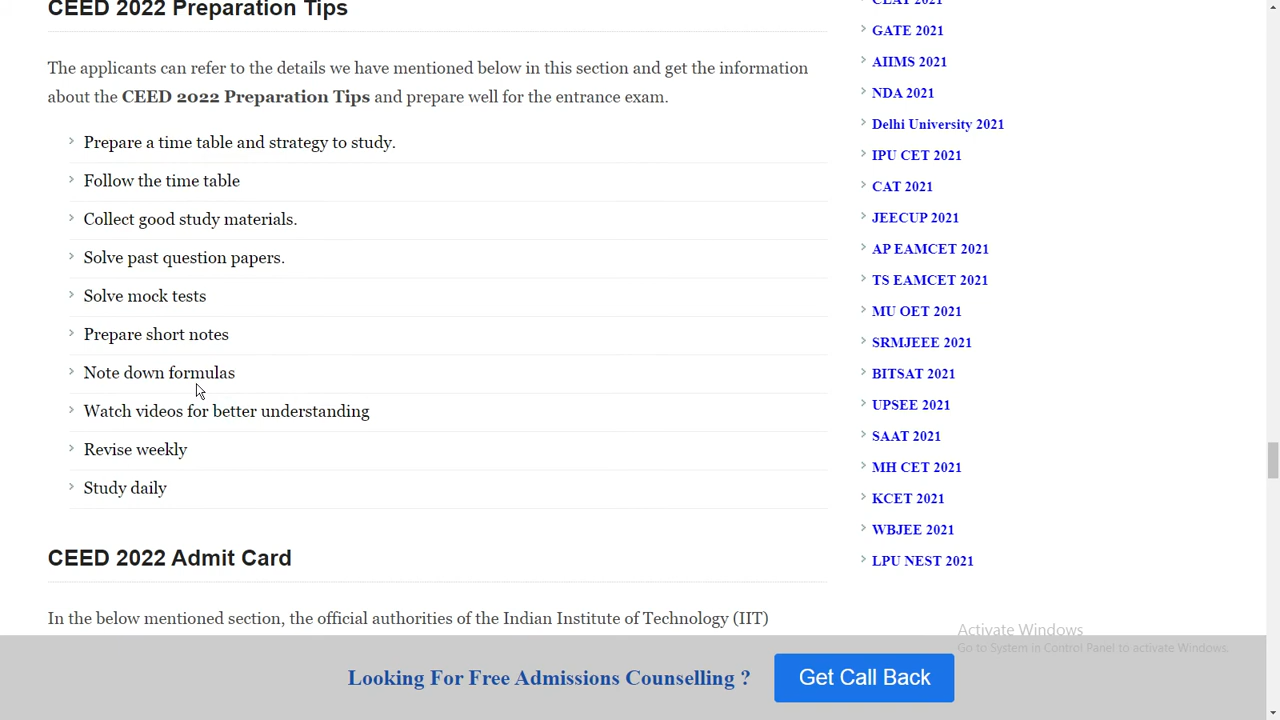 CEED 2022 Preparation Tips
The applicants can refer to the details we have mentioned below in this section and get the information
about the CEED 2022 Preparation Tips and prepare well for the entrance exam.
Prepare a time table and strategy to study.
Follow the time table
Collect good study materials.
Solve past question papers.
Solve mock tests
Prepare short notes
Note down formulas
Watch videos for better understanding
Revise weekly
Study daily
CEED 2022 Admit Card
In the below mentioned section, the official authorities of the Indian Institute of Technology (IIT)
CLAT 2021
GATE 2021
AIIMS 2021
NDA 2021
Delhi University 2021
IPU CET 2021
CAT 2021
JEECUP 2021
AP EAMCET 2021
TS EAMCET 2021
MU OET 2021
SRMJEEE 2021
BITSAT 2021
UPSEE 2021
SAAT 2021
MH CET 2021
KCET 2021
WBJEE 2021
LPU NEST 2021
Activate Windows
Go to System in Control Panel to activate Windows.
Looking For Free Admissions Counselling ?
Get Call Back